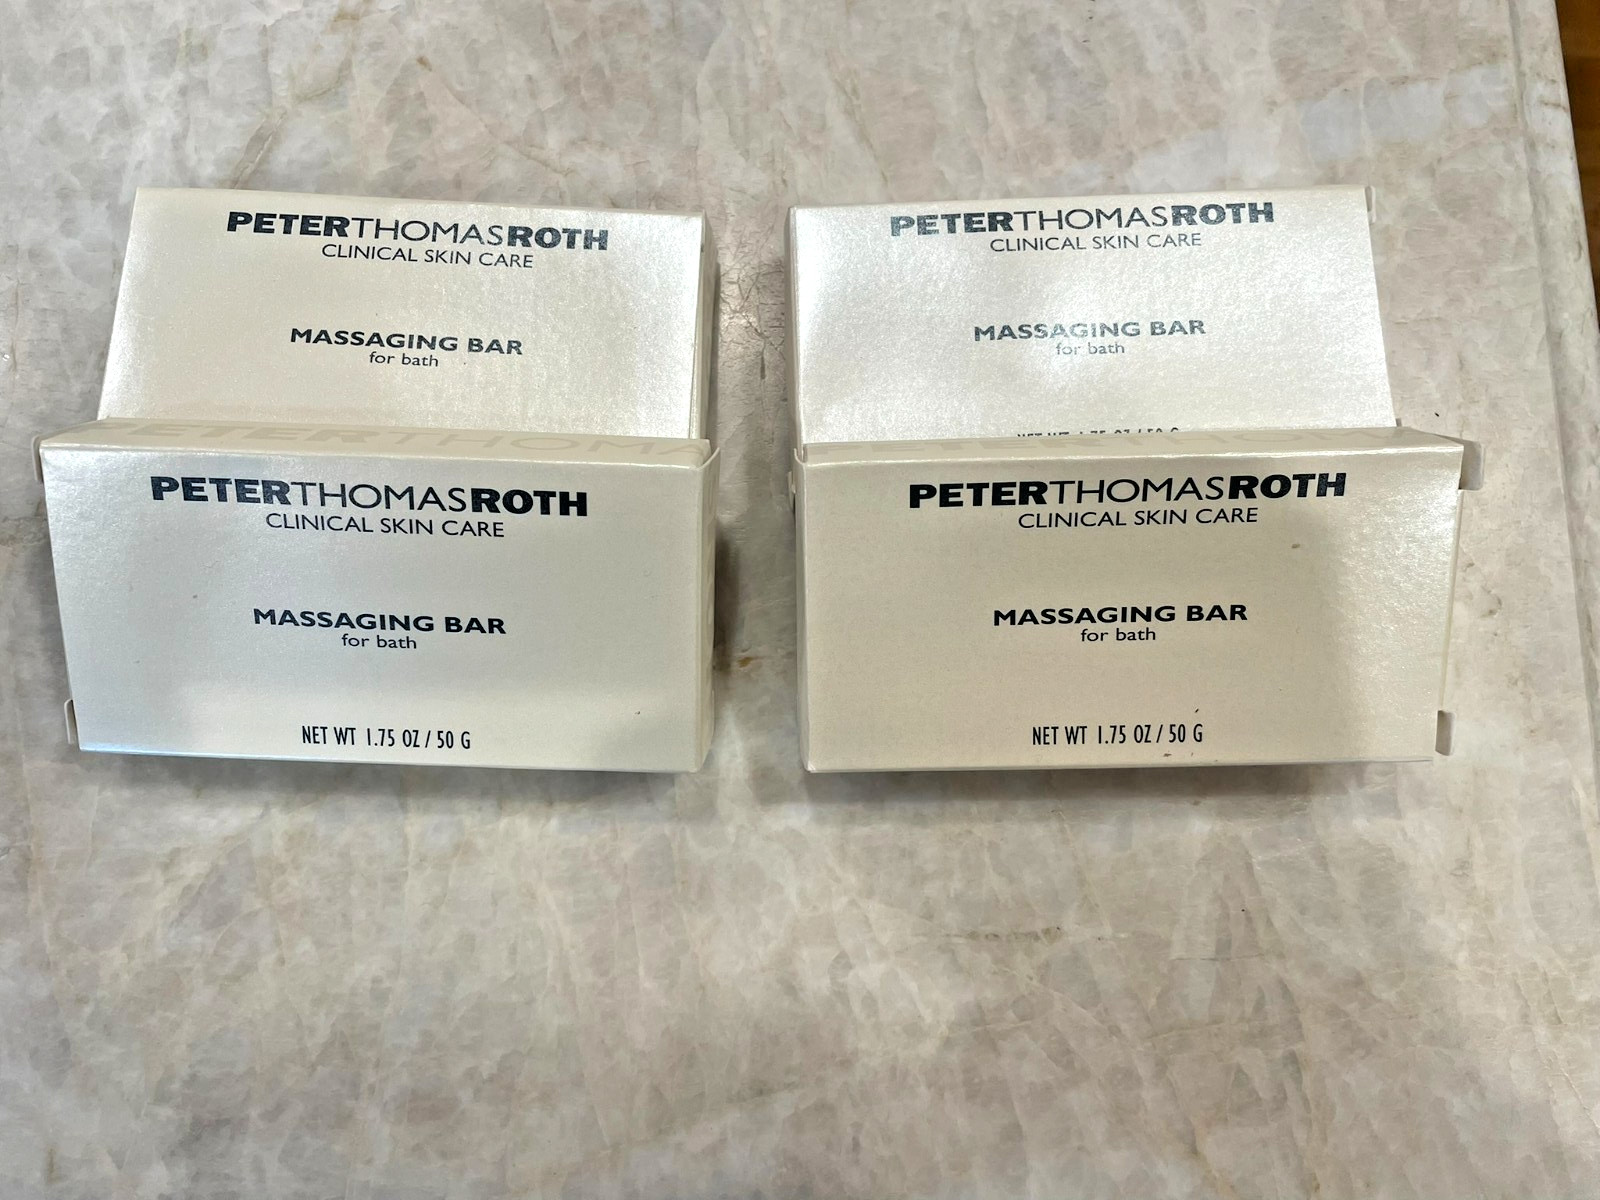 PETERTHOMASROTH
CLINICAL SKIN CARE
MASSAGING BAR
for bath
PETERTHOMASROTH
CLINICAL SKIN CARE
MASSAGING BAR
for bath
PETERTHOMA
PETERTHOMASROTH
CLINICAL SKIN CARE
MASSAGING BAR
for bath
NET WT 1.75 OZ / 50 G
PETERTHOMASROTH
CLINICAL SKIN CARE
MASSAGING BAR
for bath
NET WT 1.75 OZ / 50 G